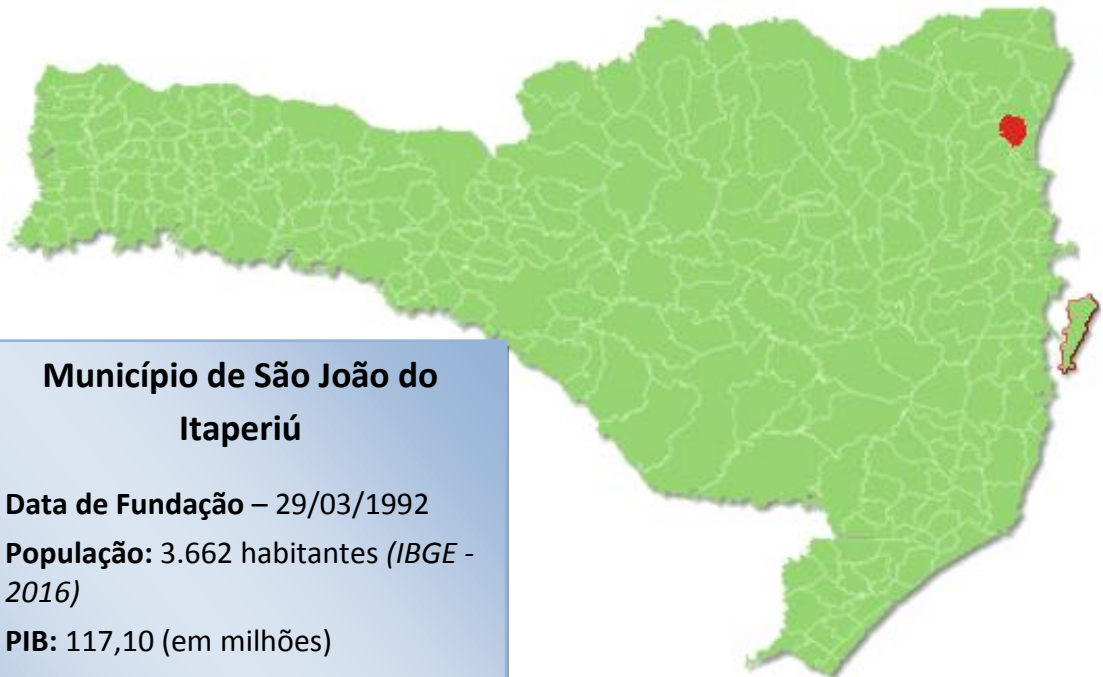 Município de São João do
Itaperiú
Data de Fundação – 29/03/1992
População: 3.662 habitantes (IBGE -
2016)
PIB: 117,10 (em milhões)